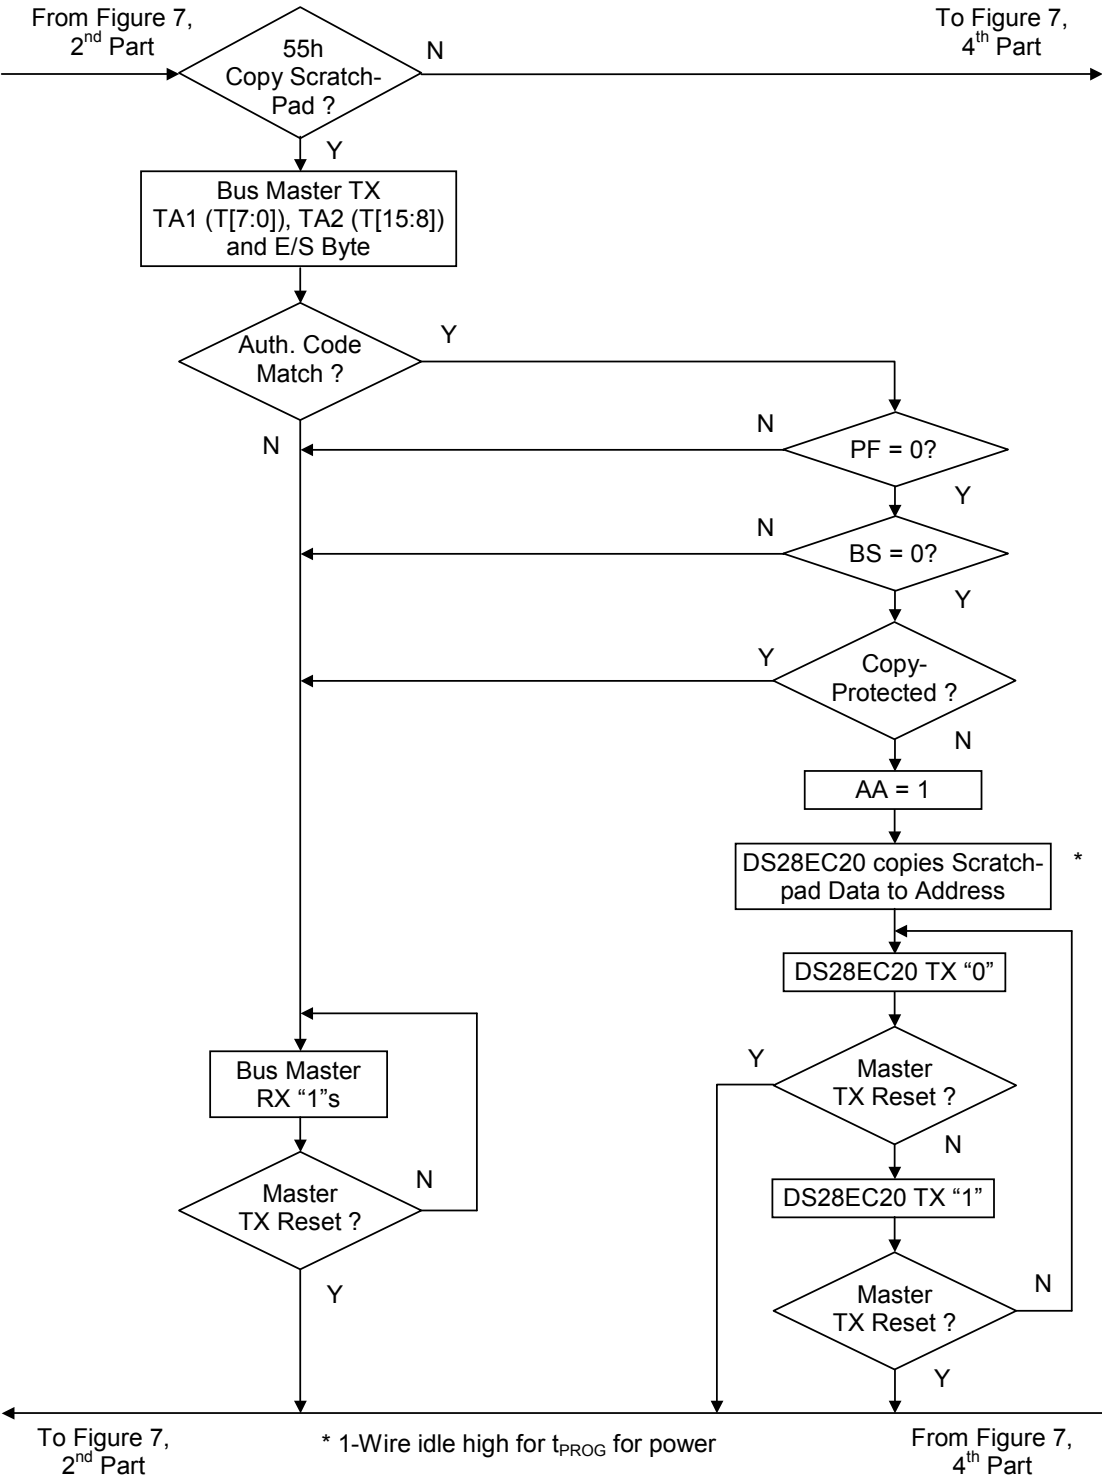 From Figure 7,
2nd Part
To Figure 7,
4th Part
55h
Copy Scratch-
Pad ?
N
Y
Bus Master TX
TA1 (T[7:0]), TA2 (T[15:8])
and E/S Byte
Auth. Code
Match ?
Y
N
PF = 0?
N
Y
BS = 0?
N
Y
Copy-
Protected ?
Y
N
AA = 1
DS28EC20 copies Scratch-
pad Data to Address
*
DS28EC20 TX “0”
Master
TX Reset ?
Y
N
DS28EC20 TX “1”
Master
TX Reset ?
N
Y
Bus Master
RX “1”s
Master
TX Reset ?
N
Y
To Figure 7,
2nd Part
* 1-Wire idle high for tPROG for power
From Figure 7,
4th Part